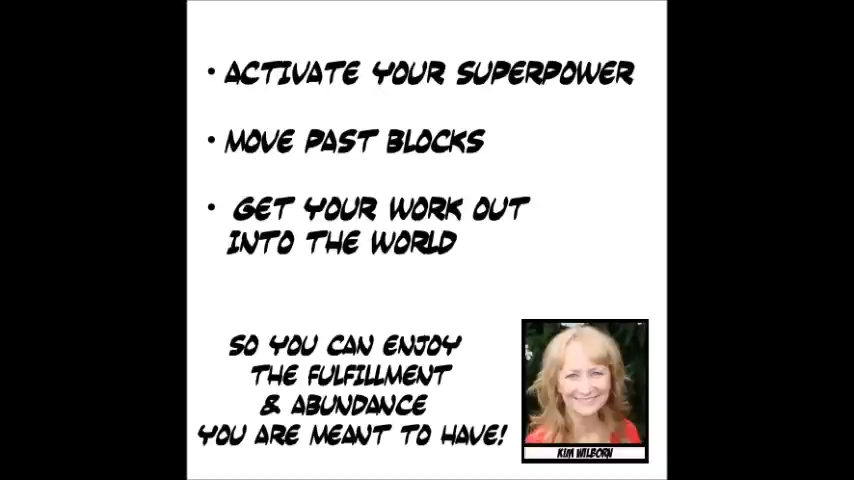 • ACTIVATE YOUR SUPERPOWER
• MOVE PAST BLOCKS
• GET YOUR WORK OUT
INTO THE WORLD
SO YOU CAN ENJOY
THE FULFILLMENT
& ABUNDANCE
YOU ARE MEANT TO HAVE!
KIM WILBORN